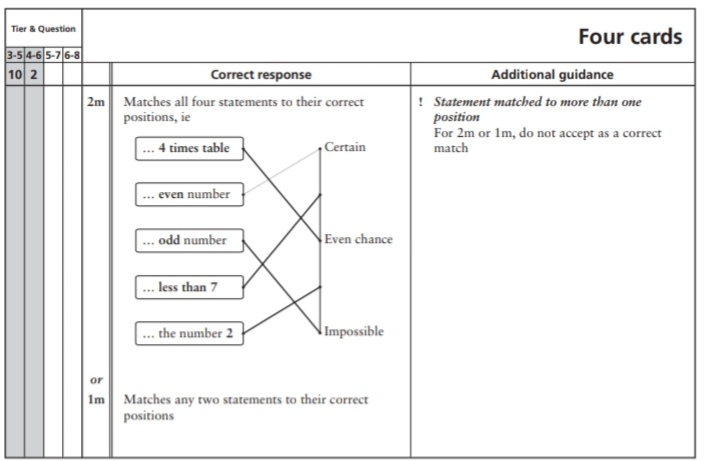 Tier & Question
3-5 4-6 5-7 6-8
Four cards
10 2
Correct response
Additional guidance
2m
Matches all four statements to their correct
positions, ie
... 4 times table
... even number
... odd number
... less than 7
... the number 2
Certain
Even chance
Impossible
or
1m
Matches any two statements to their correct
positions
! Statement matched to more than one
position
For 2m or 1m, do not accept as a correct
match